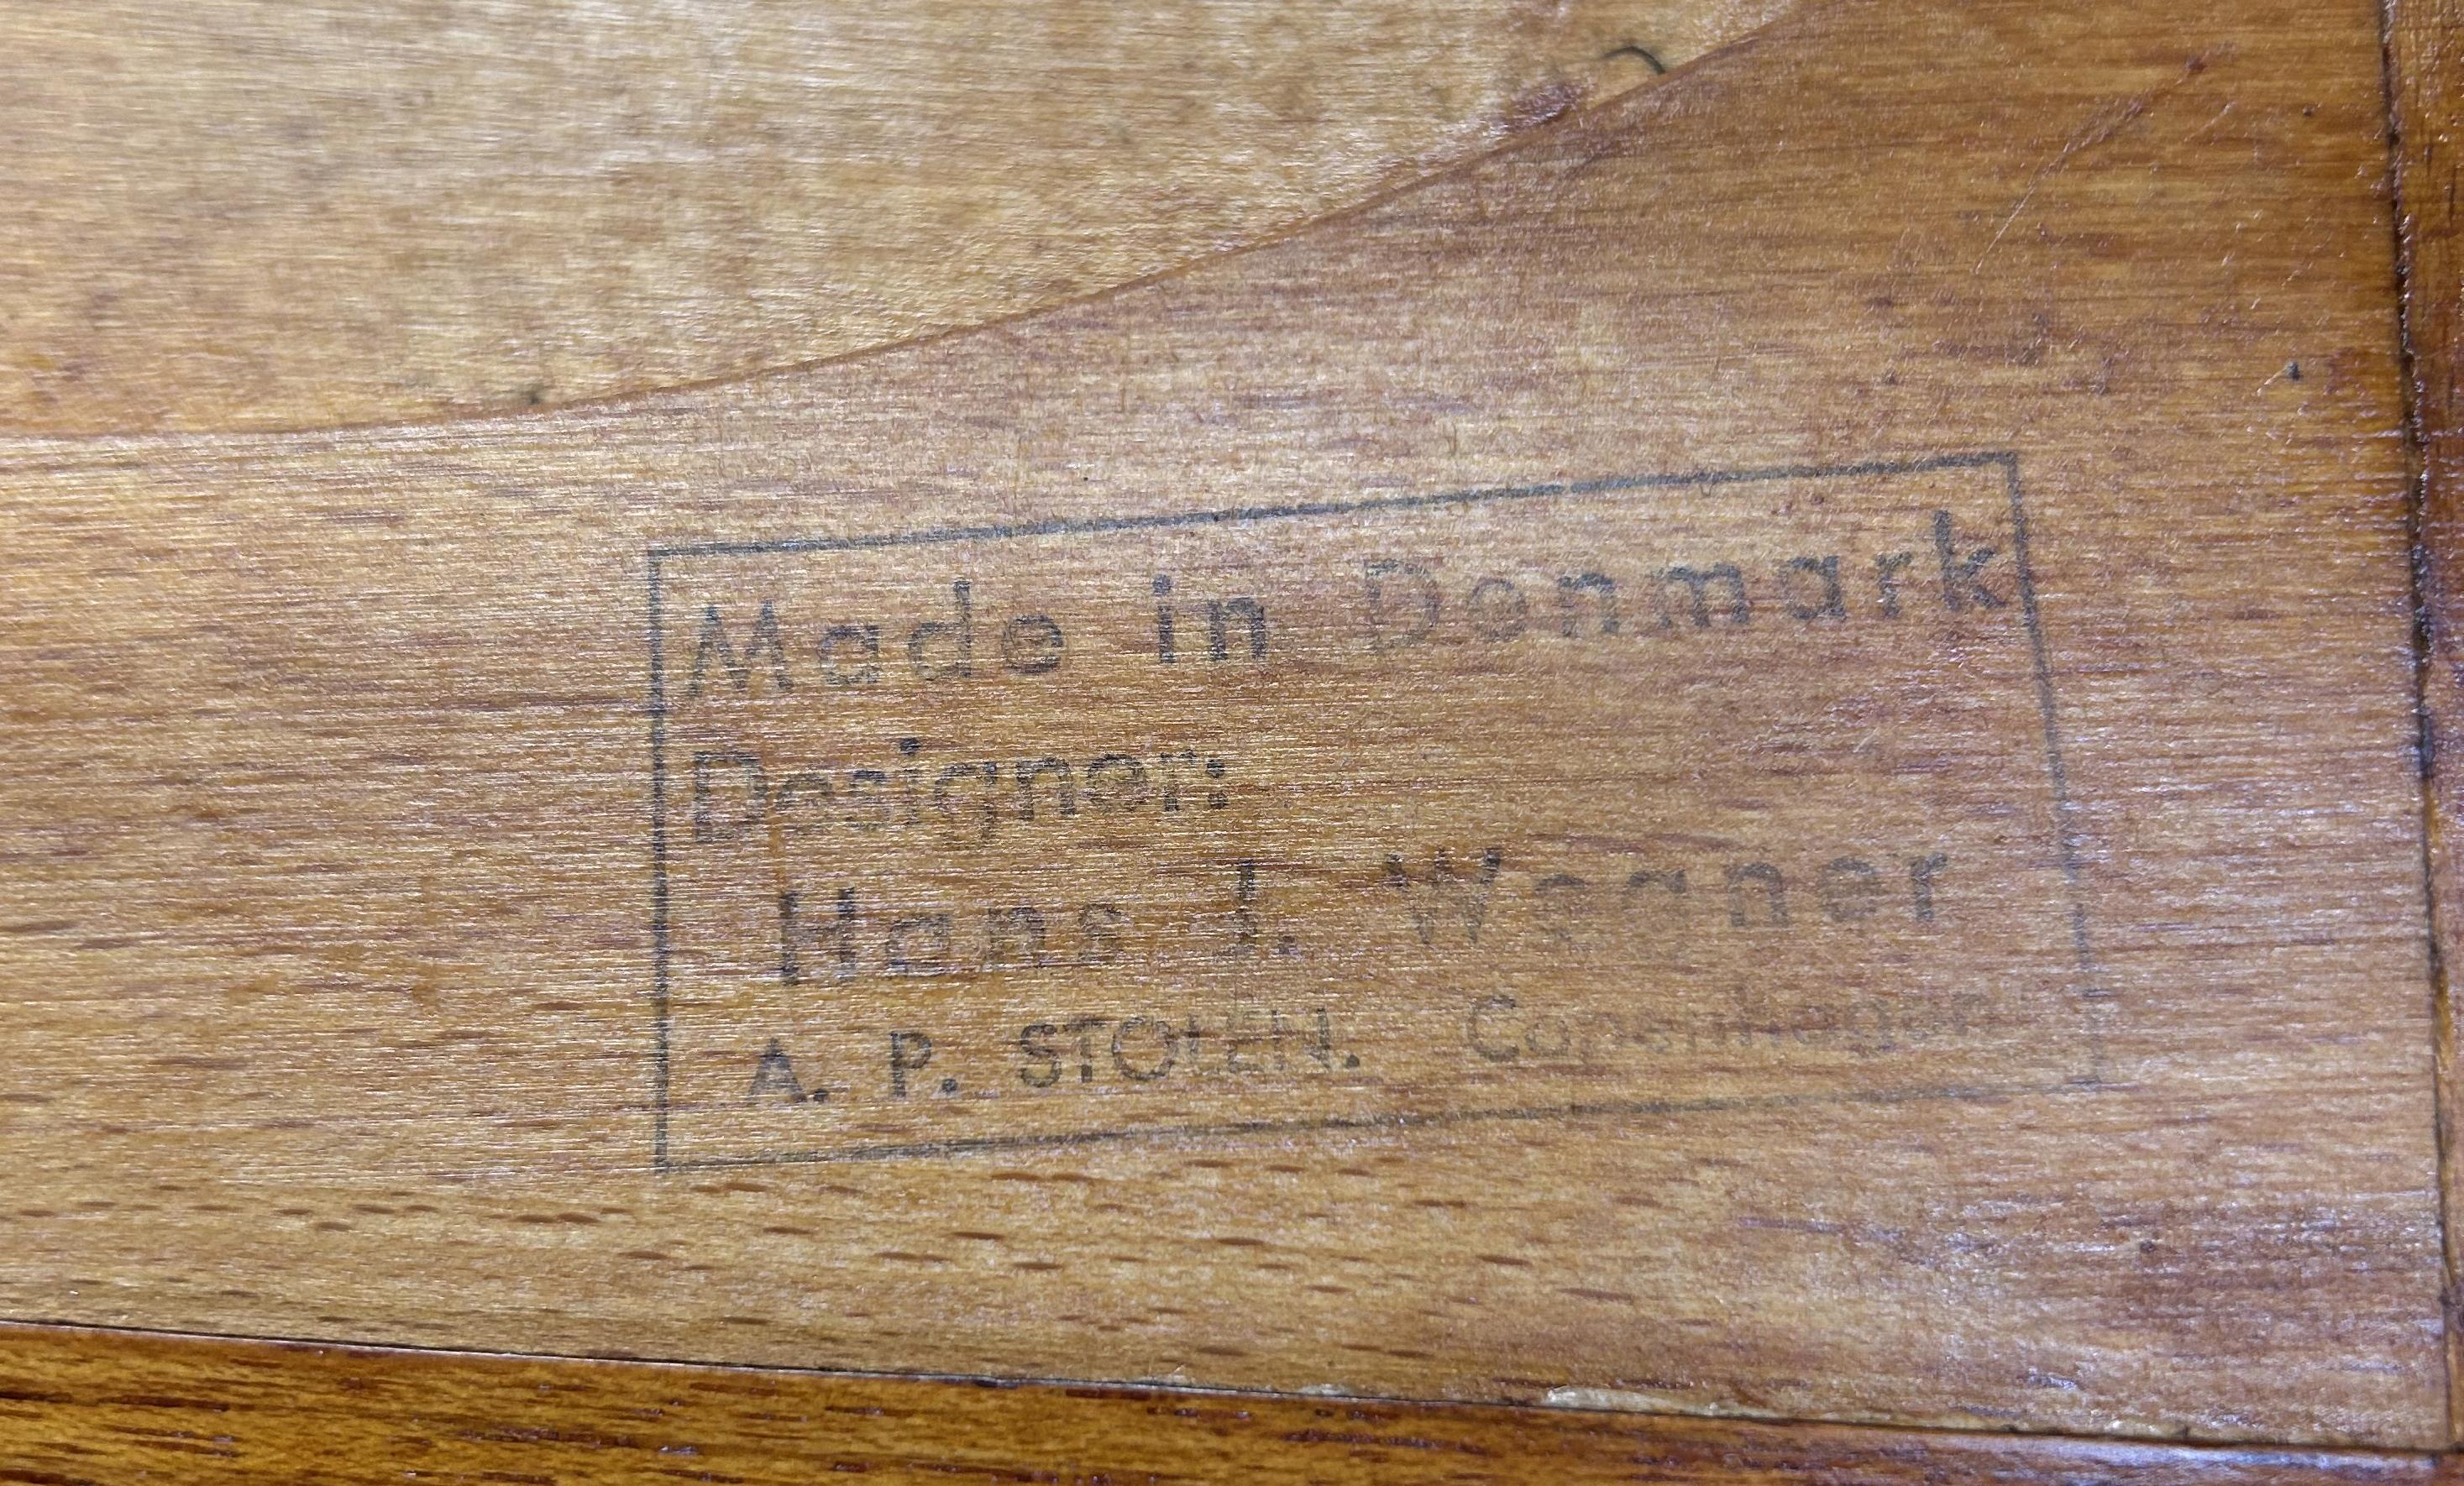 Made in Denmark
Designer:
Hans J. Wegner
A. P. STOLEN. Copenhagen